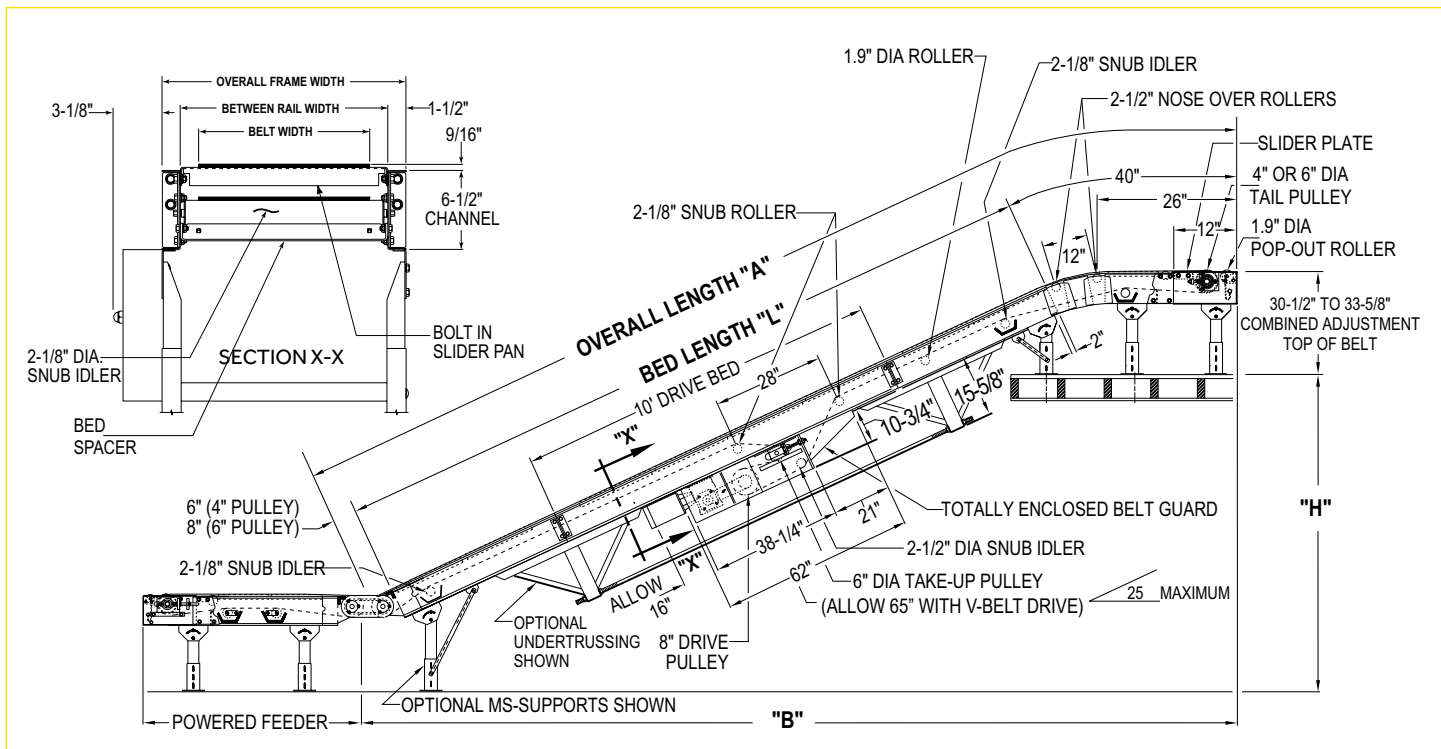 OVERALL FRAME WIDTH
3-1/8"
BETWEEN RAIL WIDTH
1-1/2"
BELT WIDTH
9/16"
6-1/2"
CHANNEL
BOLT IN
SLIDER PAN
2-1/8" DIA.
SNUB IDLER
SECTION X-X
BED
SPACER
1.9" DIA ROLLER
2-1/8" SNUB IDLER
2-1/2" NOSE OVER ROLLERS
SLIDER PLATE
4" OR 6" DIA
TAIL PULLEY
1.9" DIA
POP-OUT ROLLER
40"
26"
12"
12"
2-1/8" SNUB ROLLER
OVERALL LENGTH "A"
BED LENGTH "L"
10' DRIVE BED
28"
"X"
2"
15-5/8"
10-3/4"
30-1/2" TO 33-5/8"
COMBINED ADJUSTMENT
TOP OF BELT
"H"
6" (4" PULLEY)
8" (6" PULLEY)
2-1/8" SNUB IDLER
TOTALLY ENCLOSED BELT GUARD
21"
38-1/4"
62"
"X"
2-1/2" DIA SNUB IDLER
6" DIA TAKE-UP PULLEY
(ALLOW 65” WITH V-BELT DRIVE)
25 MAXIMUM
ALLOW
16"
OPTIONAL
UNDERTRUSSING
SHOWN
8" DRIVE
PULLEY
OPTIONAL MS-SUPPORTS SHOWN
POWERED FEEDER
"B"